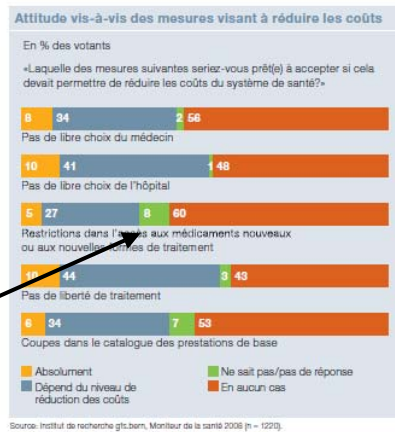 Attitude vis-à-vis des mesures visant à réduire les coûts
En % des votants
«Laquelle des mesures suivantes seriez-vous prêt(e) à accepter si cela
devait permettre de réduire les coûts du système de santé?»
8 34 2 56
Pas de libre choix du médecin
10 41 1 48
Pas de libre choix de l'hôpital
5 27 8 60
Restrictions dans l'accès aux médicaments nouveaux
ou aux nouvelles formes de traitement
10 44 3 43
Pas de liberté de traitement
6 34 7 53
Coupes dans le catalogue des prestations de base
Absolument
Dépend du niveau de
réduction des coûts
Ne sait pas/pas de réponse
En aucun cas
Source: Institut de recherche gfs.bern, Moniteur de la santé 2008 (n = 1220).